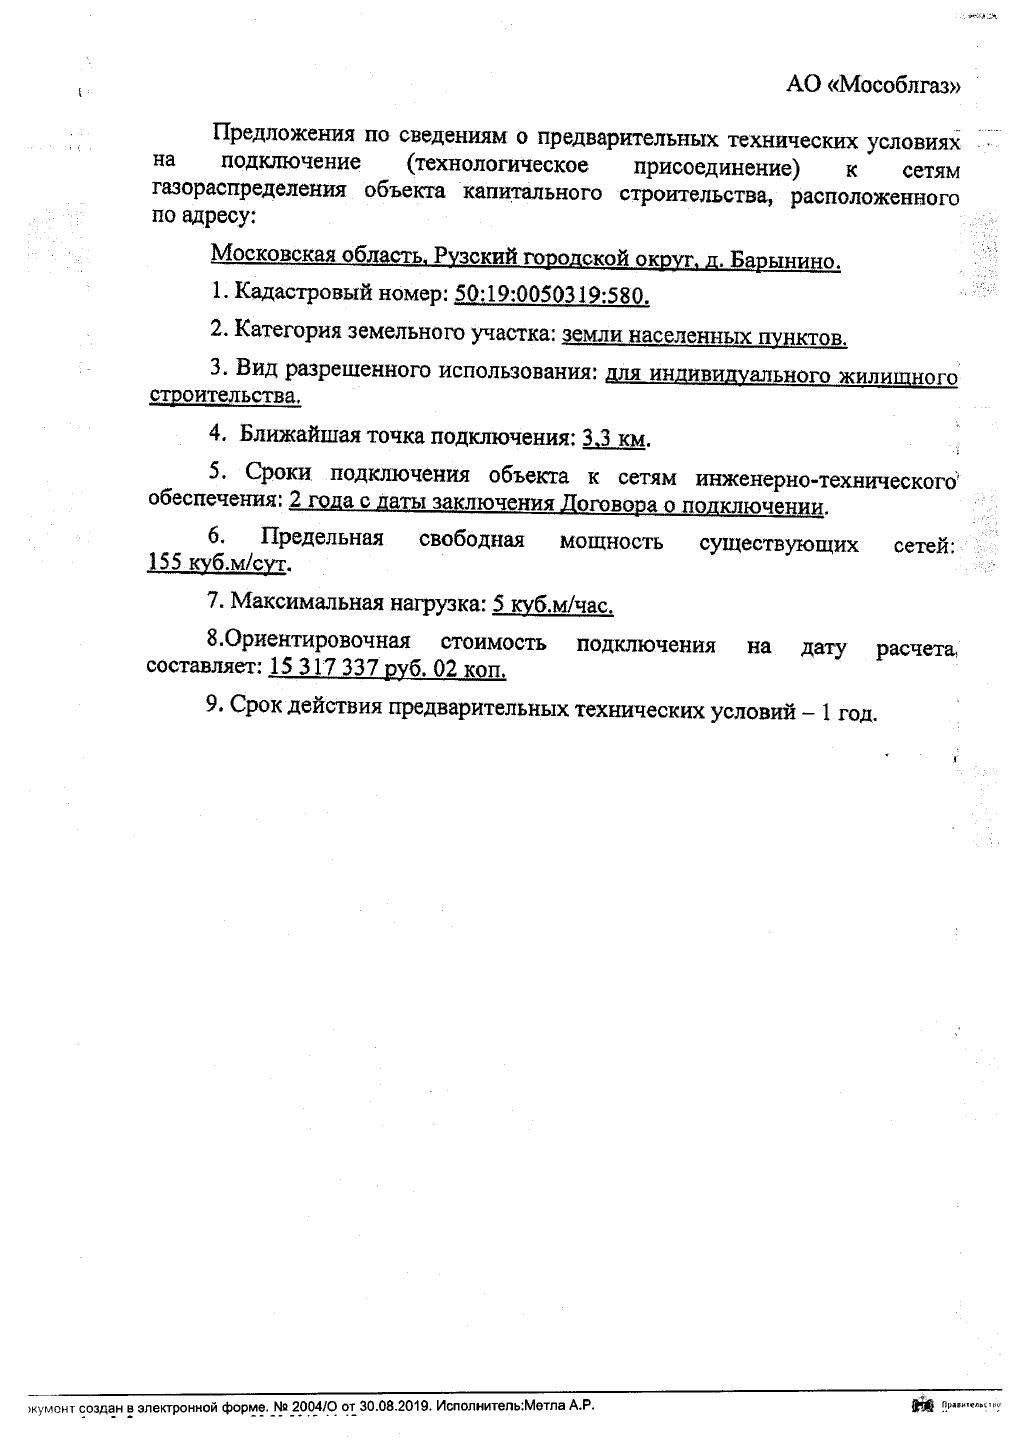 АО «Мособлгаз»
Предложения по сведениям о предварительных технических условиях
на подключение (технологическое присоединение) к сетям
газораспределения объекта капитального строительства, расположенного
по адресу:
Московская область, Рузский городской округ, д. Барынино.
1. Кадастровый номер: 50:19:0050319:580.
2. Категория земельного участка: земли населенных пунктов.
3. Вид разрешенного использования: для индивидуального жилищного
строительства.
4. Ближайшая точка подключения: 3,3 км.
5. Сроки подключения объекта к сетям инженерно-технического
обеспечения: 2 года с даты заключения Договора о подключении.
6. Предельная свободная мощность существующих сетей:
155 куб.м/сут.
7. Максимальная нагрузка: 5 куб.м/час.
8.Ориентировочная стоимость подключения на дату расчета
составляет: 15 317 337 руб. 02 коп.
9. Срок действия предварительных технических условий – 1 год.
окумент создан в электронной форме. № 2004/О от 30.08.2019. Исполнитель:Метла А.Р.
Правительство